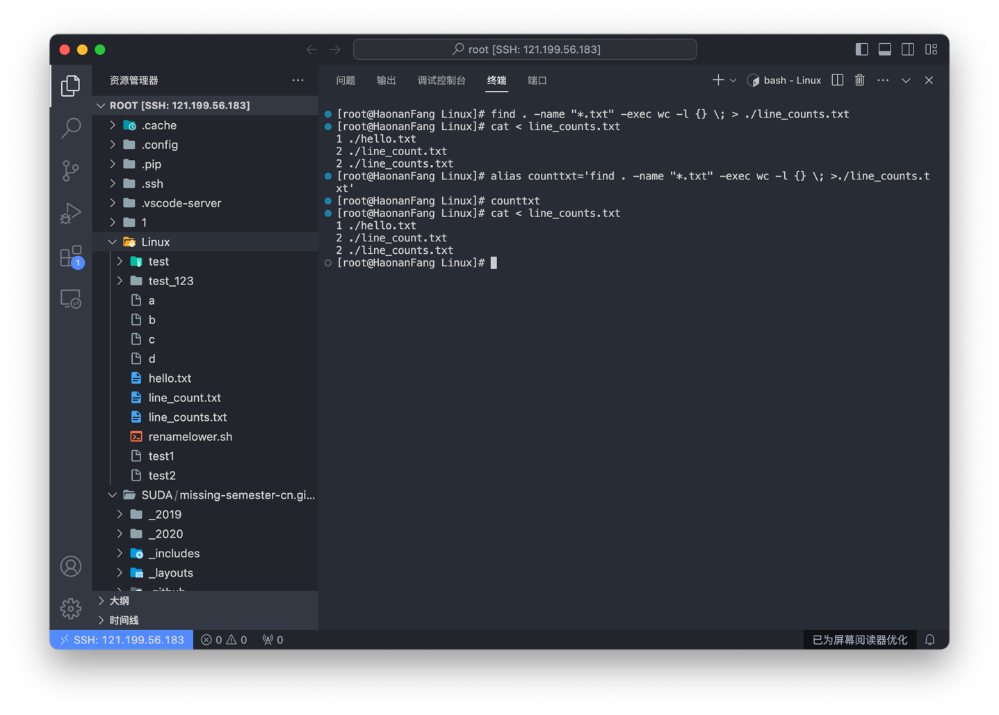 root [SSH: 121.199.56.183]
资源管理器
问题 输出 调试控制台 终端 端口
bash - Linux
ROOT [SSH: 121.199.56.183]
.cache
.config
.pip
.ssh
.vscode-server
1
Linux
test
test_123
a
b
c
d
hello.txt
line_count.txt
line_counts.txt
renamelower.sh
test1
test2
SUDA/missing-semester-cn.gi...
_2019
_2020
_includes
_layouts
.github
大纲
时间线
[root@HaonanFang Linux]# find . -name "*.txt" -exec wc -l {} \; > ./line_counts.txt
[root@HaonanFang Linux]# cat < line_counts.txt
1 ./hello.txt
2 ./line_count.txt
2 ./line_counts.txt
[root@HaonanFang Linux]# alias counttxt='find . -name "*.txt" -exec wc -l {} \; >./line_counts.t
xt'
[root@HaonanFang Linux]# counttxt
[root@HaonanFang Linux]# cat < line_counts.txt
1 ./hello.txt
2 ./line_count.txt
2 ./line_counts.txt
[root@HaonanFang Linux]#
1
SSH: 121.199.56.183 0 0 0
已为屏幕阅读器优化